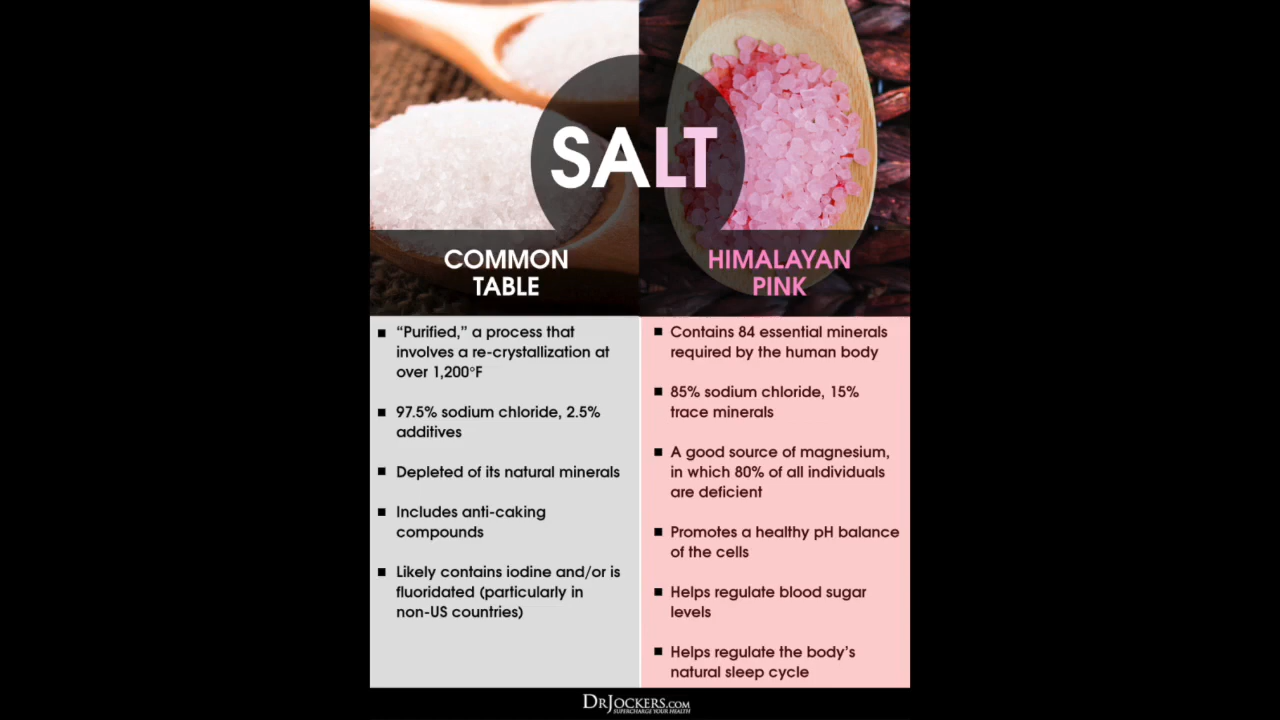 SALT
COMMON
TABLE
"Purified," a process that
involves a re-crystallization at
over 1,200°F
97.5% sodium chloride, 2.5%
additives
Depleted of its natural minerals
Includes anti-caking
compounds
Likely contains iodine and/or is
fluoridated (particularly in
non-US countries)
HIMALAYAN
PINK
Contains 84 essential minerals
required by the human body
85% sodium chloride, 15%
trace minerals
A good source of magnesium,
in which 80% of all individuals
are deficient
Promotes a healthy pH balance
of the cells
Helps regulate blood sugar
levels
Helps regulate the body's
natural sleep cycle
DRJOCKERS.COM
SUPERCHARGE YOUR HEALTH